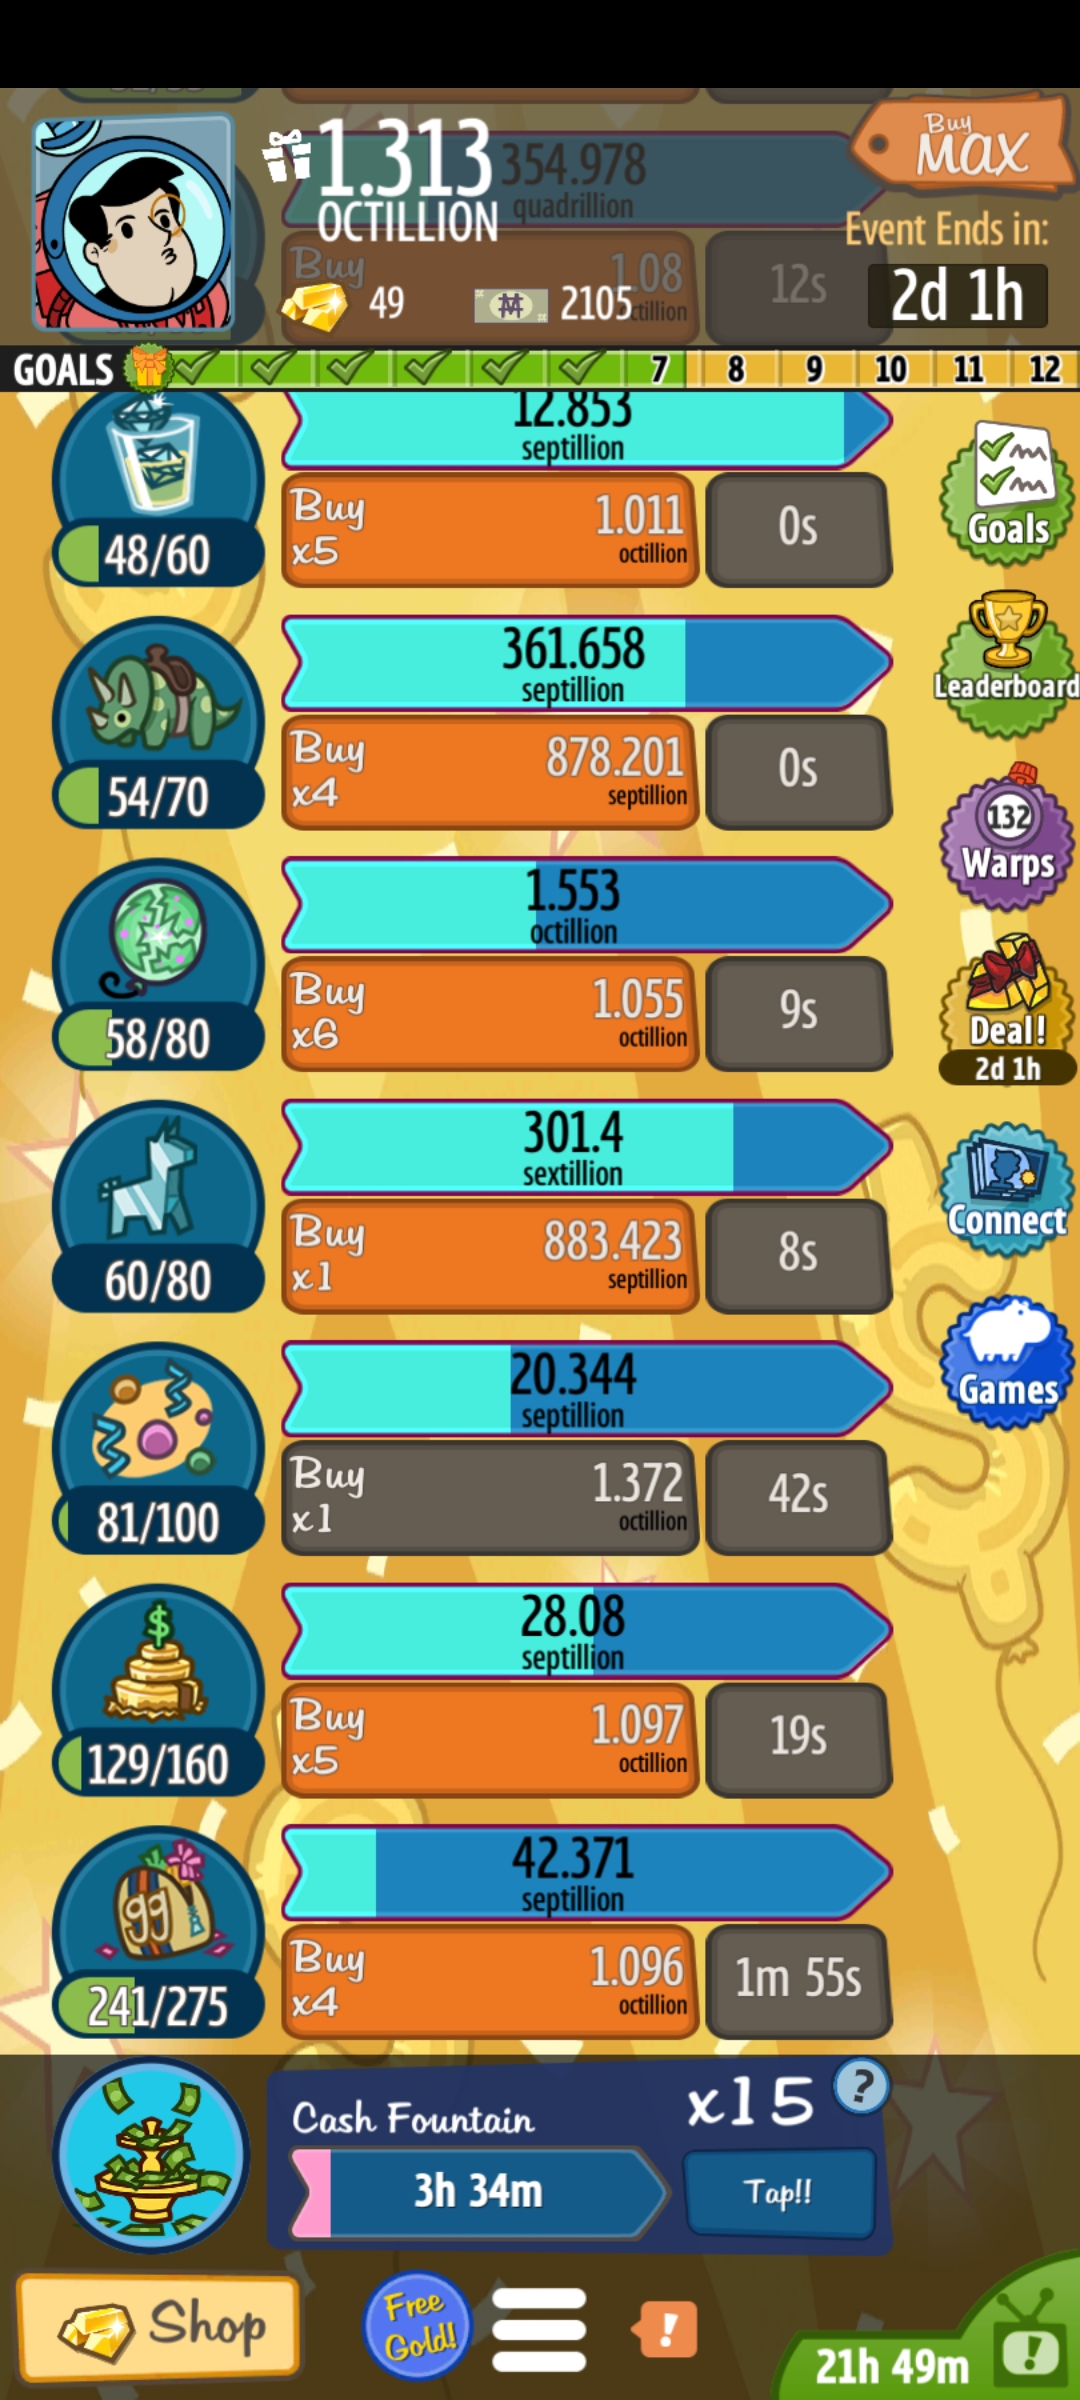 1.313
OCTILLION
354.978
quadrillion
Buy
MAX
Event Ends in:
2d 1h
Buy
1.08
12s
49
2105
GOALS
7
8
9
10
11
12
12.853
septillion
48/60
Buy
x5
1.011
octillion
0s
Goals
361.658
septillion
54/70
Buy
x4
878.201
septillion
0s
Leaderboard
1.553
octillion
58/80
Buy
x6
1.055
octillion
9s
132
Warps
Deal!
2d 1h
301.4
sextillion
60/80
Buy
x1
883.423
septillion
8s
Connect
20.344
septillion
81/100
Buy
x1
1.372
octillion
42s
Games
28.08
septillion
$
129/160
Buy
x5
1.097
octillion
19s
42.371
septillion
gg
241/275
Buy
x4
1.096
octillion
1m 55s
Cash Fountain
x15
?
3h 34m
Tap!!
Shop
Free
Gold!
!
21h 49m
!